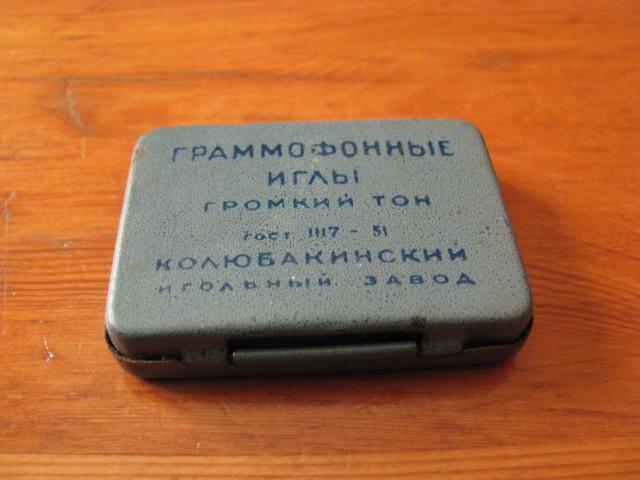 ГРАММОФОННЫЕ
ИГЛЫ
ГРОМКИЙ ТОН
ГОСТ 1117 - 51
КОЛЮБАКИНСКИЙ
ИГОЛЬНЫЙ ЗАВОД